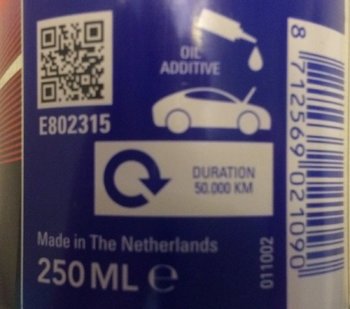 OIL
ADDITIVE
E802315
DURATION
50.000 KM
Made in The Netherlands
250 ML ℮
011002
8 712569 021090